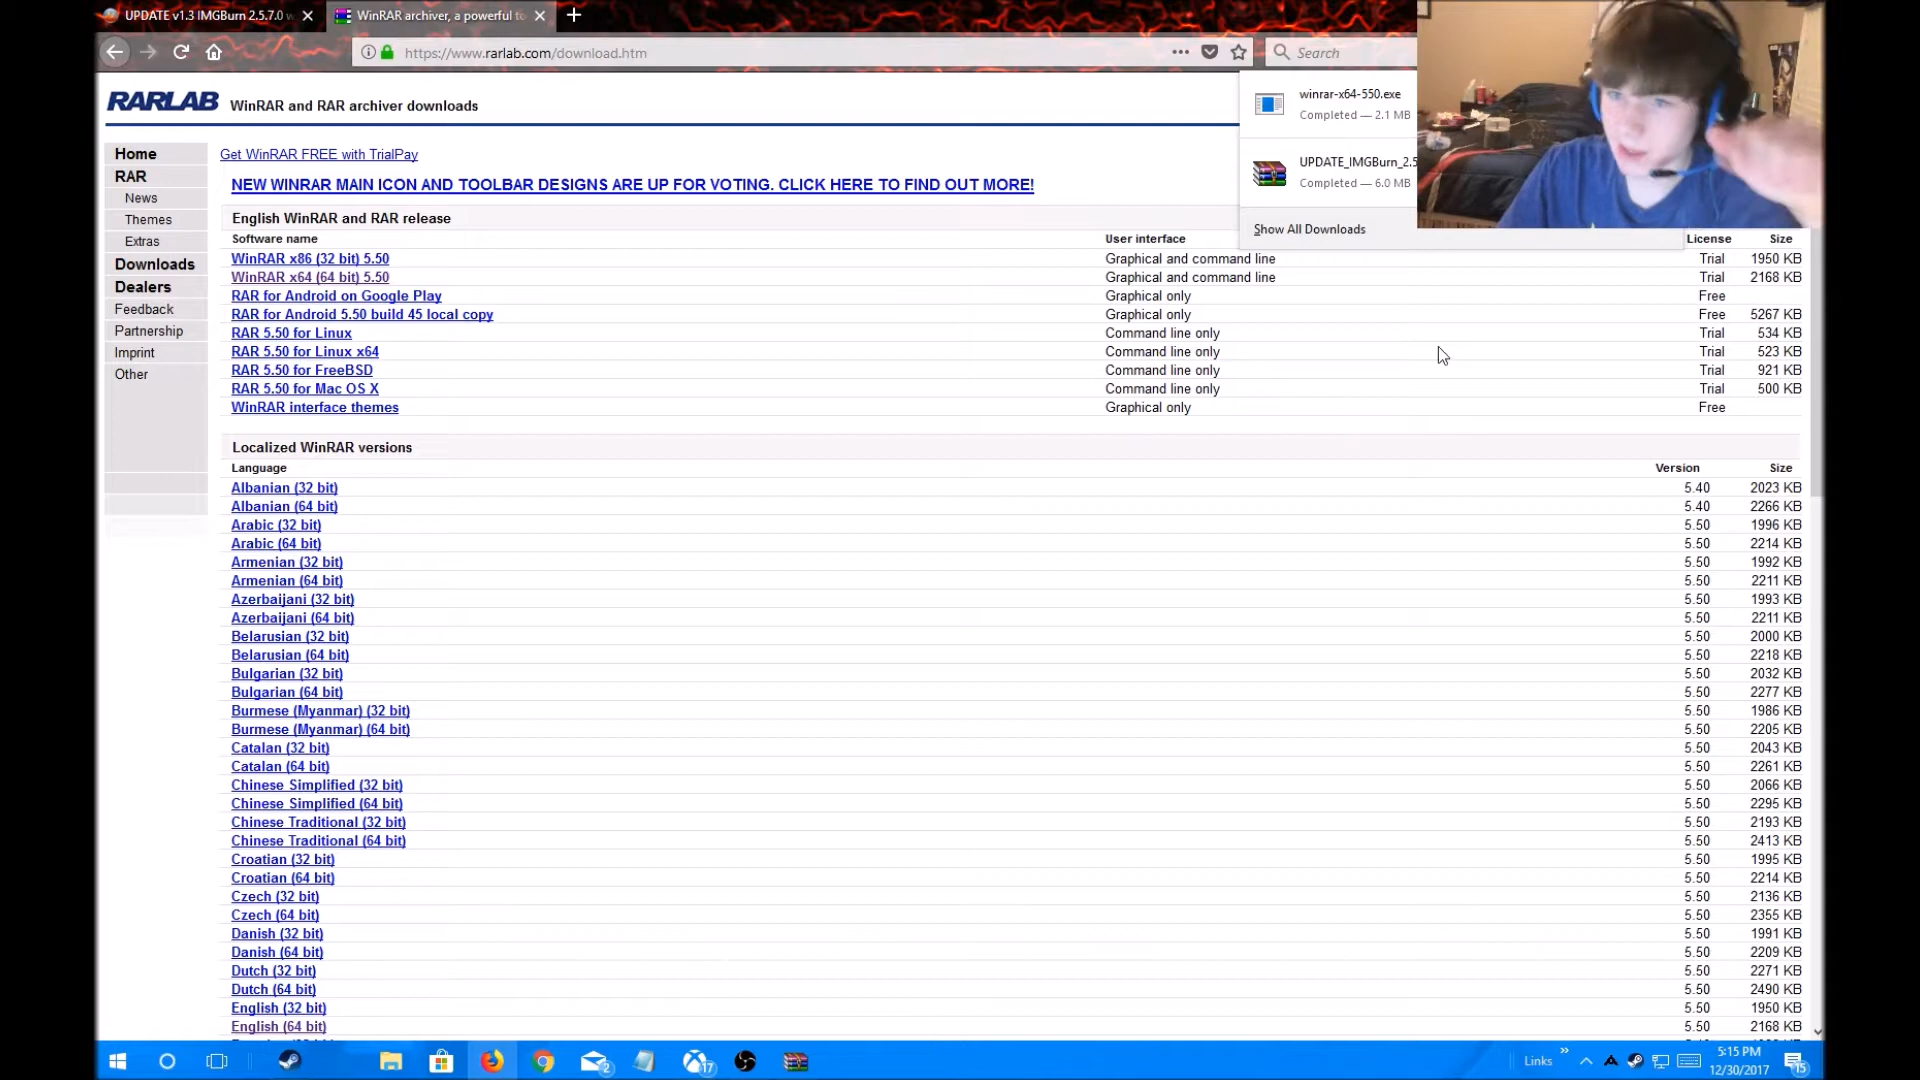 UPDATE v1.3 IMGBurn 2.5.7.0 w
WinRAR archiver, a powerful to
https://www.rarlab.com/download.htm
Search
RARLAB
WinRAR and RAR archiver downloads
winrar-x64-550.exe
Completed — 2.1 MB
UPDATE_IMGBurn_2.5
Completed — 6.0 MB
Show All Downloads
Home
RAR
News
Themes
Extras
Downloads
Dealers
Feedback
Partnership
Imprint
Other
Get WinRAR FREE with TrialPay
NEW WINRAR MAIN ICON AND TOOLBAR DESIGNS ARE UP FOR VOTING. CLICK HERE TO FIND OUT MORE!
English WinRAR and RAR release
Software name User interface License Size
WinRAR x86 (32 bit) 5.50 Graphical and command line Trial 1950 KB
WinRAR x64 (64 bit) 5.50 Graphical and command line Trial 2168 KB
RAR for Android on Google Play Graphical only Free
RAR for Android 5.50 build 45 local copy Graphical only Free 5267 KB
RAR 5.50 for Linux Command line only Trial 534 KB
RAR 5.50 for Linux x64 Command line only Trial 523 KB
RAR 5.50 for FreeBSD Command line only Trial 921 KB
RAR 5.50 for Mac OS X Command line only Trial 500 KB
WinRAR interface themes Graphical only Free
Localized WinRAR versions
Language Version Size
Albanian (32 bit) 5.40 2023 KB
Albanian (64 bit) 5.40 2266 KB
Arabic (32 bit) 5.50 1996 KB
Arabic (64 bit) 5.50 2214 KB
Armenian (32 bit) 5.50 1992 KB
Armenian (64 bit) 5.50 2211 KB
Azerbaijani (32 bit) 5.50 1993 KB
Azerbaijani (64 bit) 5.50 2211 KB
Belarusian (32 bit) 5.50 2000 KB
Belarusian (64 bit) 5.50 2218 KB
Bulgarian (32 bit) 5.50 2032 KB
Bulgarian (64 bit) 5.50 2277 KB
Burmese (Myanmar) (32 bit) 5.50 1986 KB
Burmese (Myanmar) (64 bit) 5.50 2205 KB
Catalan (32 bit) 5.50 2043 KB
Catalan (64 bit) 5.50 2261 KB
Chinese Simplified (32 bit) 5.50 2066 KB
Chinese Simplified (64 bit) 5.50 2295 KB
Chinese Traditional (32 bit) 5.50 2193 KB
Chinese Traditional (64 bit) 5.50 2413 KB
Croatian (32 bit) 5.50 1995 KB
Croatian (64 bit) 5.50 2214 KB
Czech (32 bit) 5.50 2136 KB
Czech (64 bit) 5.50 2355 KB
Danish (32 bit) 5.50 1991 KB
Danish (64 bit) 5.50 2209 KB
Dutch (32 bit) 5.50 2271 KB
Dutch (64 bit) 5.50 2490 KB
English (32 bit) 5.50 1950 KB
English (64 bit) 5.50 2168 KB
2
17
Links
5:15 PM
12/30/2017
15